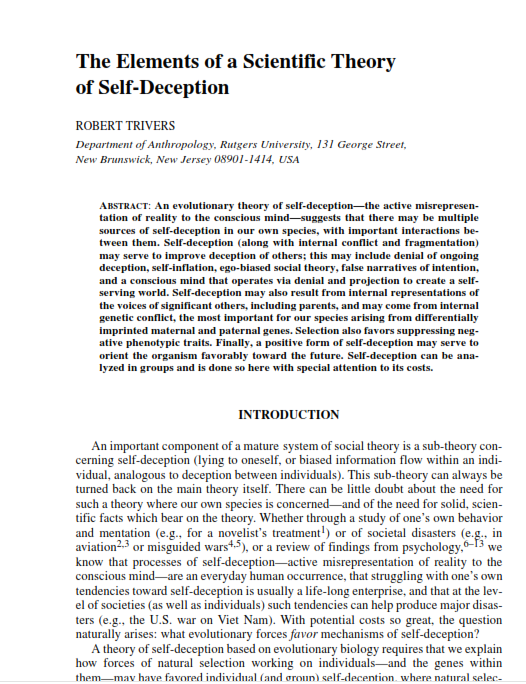 The Elements of a Scientific Theory
of Self-Deception
ROBERT TRIVERS
Department of Anthropology, Rutgers University, 131 George Street,
New Brunswick, New Jersey 08901-1414, USA
ABSTRACT: An evolutionary theory of self-deception—the active misrepresen-
tation of reality to the conscious mind—suggests that there may be multiple
sources of self-deception in our own species, with important interactions be-
tween them. Self-deception (along with internal conflict and fragmentation)
may serve to improve deception of others; this may include denial of ongoing
deception, self-inflation, ego-biased social theory, false narratives of intention,
and a conscious mind that operates via denial and projection to create a self-
serving world. Self-deception may also result from internal representations of
the voices of significant others, including parents, and may come from internal
genetic conflict, the most important for our species arising from differentially
imprinted maternal and paternal genes. Selection also favors suppressing neg-
ative phenotypic traits. Finally, a positive form of self-deception may serve to
orient the organism favorably toward the future. Self-deception can be ana-
lyzed in groups and is done so here with special attention to its costs.
INTRODUCTION
An important component of a mature system of social theory is a sub-theory con-
cerning self-deception (lying to oneself, or biased information flow within an indi-
vidual, analogous to deception between individuals). This sub-theory can always be
turned back on the main theory itself. There can be little doubt about the need for
such a theory where our own species is concerned—and of the need for solid, scien-
tific facts which bear on the theory. Whether through a study of one's own behavior
and mentation (e.g., for a novelist's treatment1) or of societal disasters (e.g., in
aviation2,3 or misguided wars4,5), or a review of findings from psychology,6–13 we
know that processes of self-deception—active misrepresentation of reality to the
conscious mind—are an everyday human occurrence, that struggling with one's own
tendencies toward self-deception is usually a life-long enterprise, and that at the lev-
el of societies (as well as individuals) such tendencies can help produce major disas-
ters (e.g., the U.S. war on Viet Nam). With potential costs so great, the question
naturally arises: what evolutionary forces favor mechanisms of self-deception?
A theory of self-deception based on evolutionary biology requires that we explain
how forces of natural selection working on individuals—and the genes within
them—may have favored individual (and group) self-deception, where natural selec-